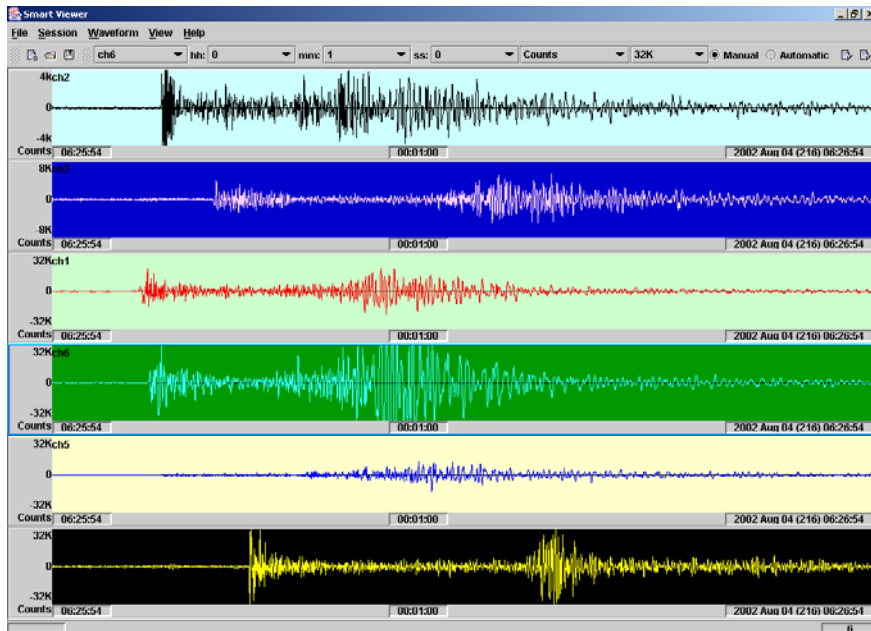 Smart Viewer
File Session Waveform View Help
ch6 hh: 0 mm: 1 ss: 0 Counts 32K Manual Automatic
4k ch2
0
-4k
Counts 06:25:54 00:01:00 2002 Aug 04 (216) 06:26:54
8K
0
-8K
Counts 06:25:54 00:01:00 2002 Aug 04 (216) 06:26:54
32K ch1
0
-32K
Counts 06:25:54 00:01:00 2002 Aug 04 (216) 06:26:54
32K ch6
0
-32K
Counts 06:25:54 00:01:00 2002 Aug 04 (216) 06:26:54
32K ch5
0
-32K
Counts 06:25:54 00:01:00 2002 Aug 04 (216) 06:26:54
32K
0
-32K
Counts 06:25:54 00:01:00 2002 Aug 04 (216) 06:26:54
6